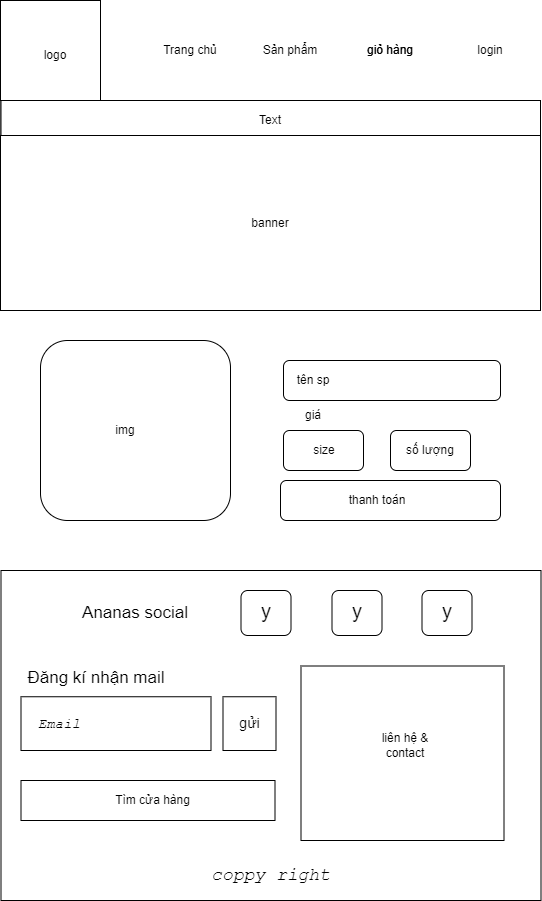 logo
Trang chủ
Sản phẩm
giỏ hàng
login
Text
banner
img
tên sp
giá
size
số lượng
thanh toán
Ananas social
y
y
y
Đăng kí nhận mail
Email
gửi
liên hệ &
contact
Tìm cửa hàng
coppy right